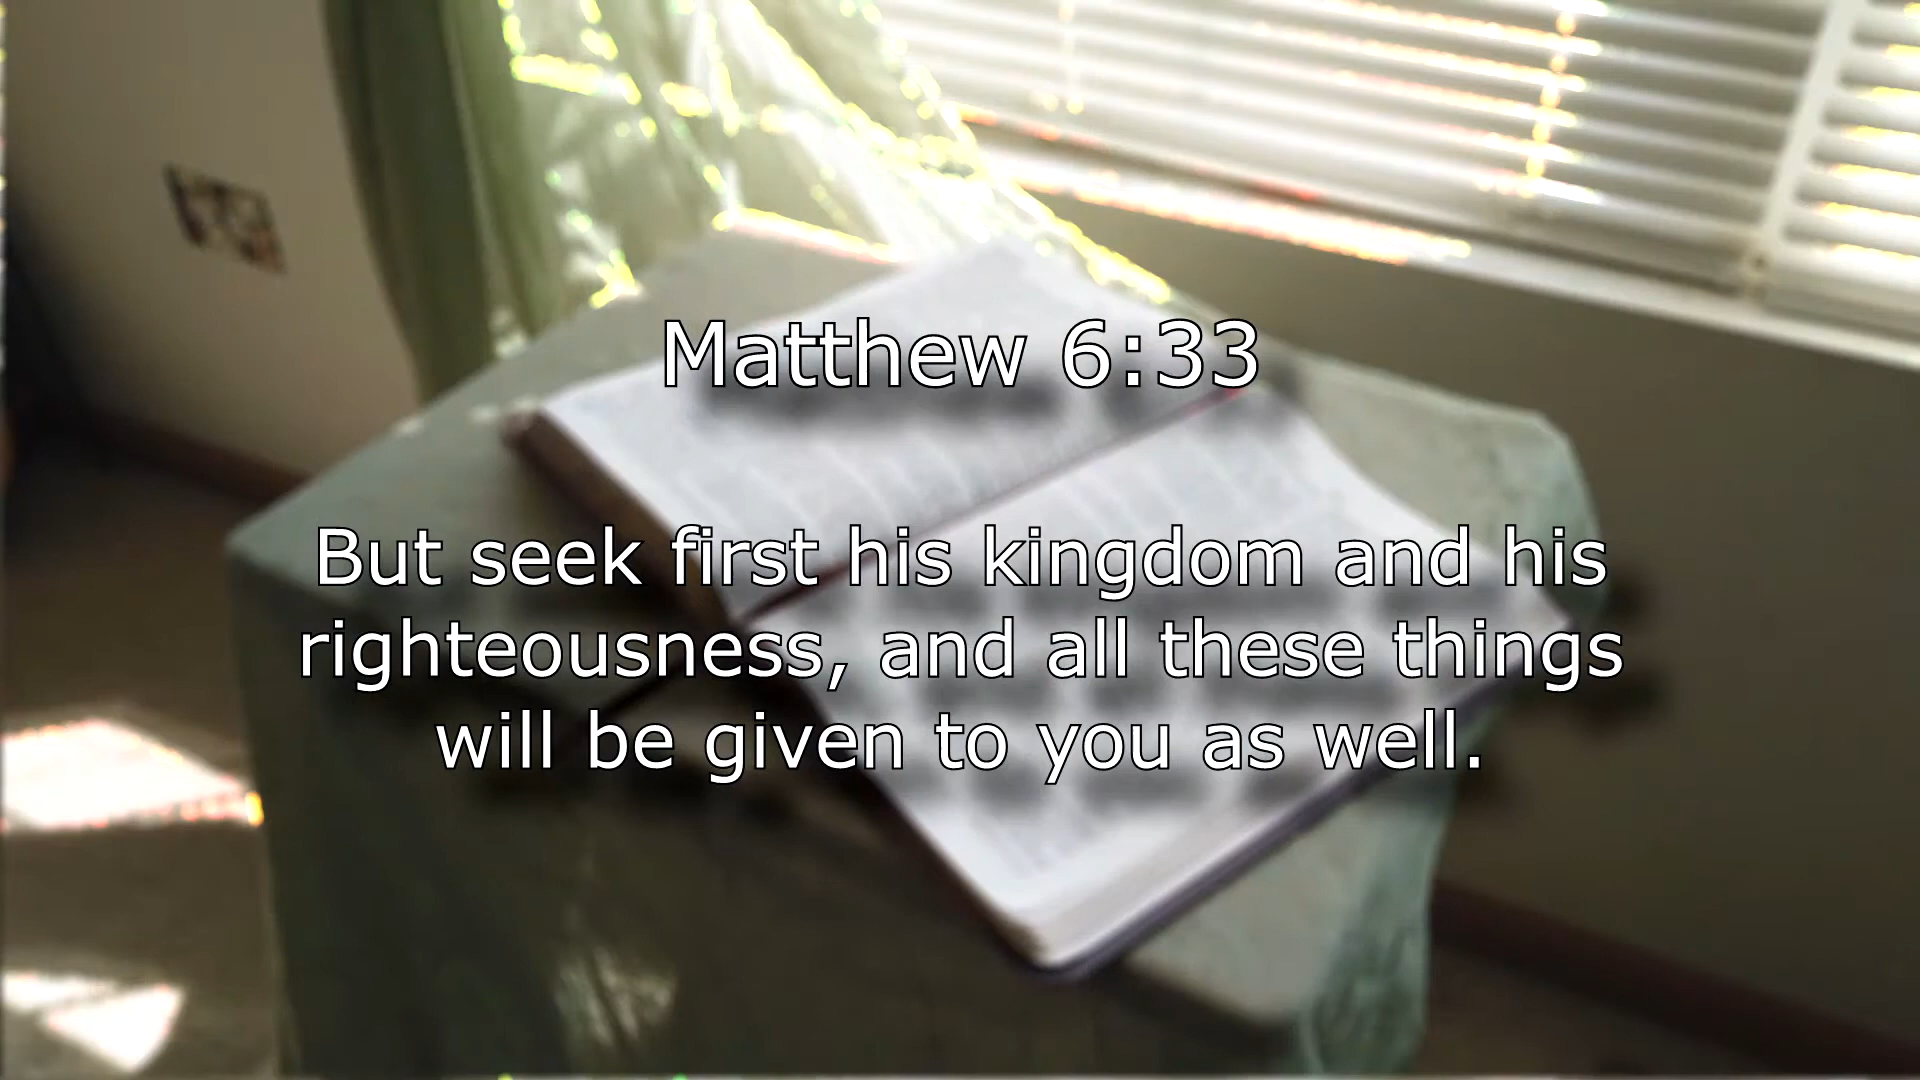 Matthew 6:33
But seek first his kingdom and his
righteousness, and all these things
will be given to you as well.